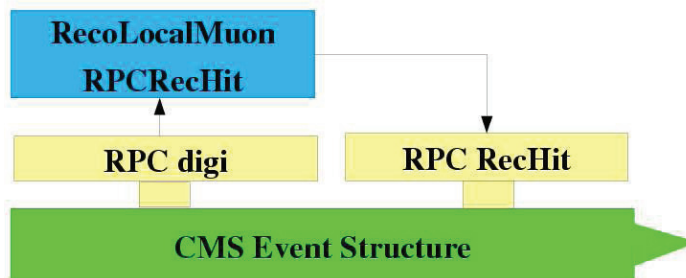 RecoLocalMuon
RPCRecHit
RPC digi
RPC RecHit
CMS Event Structure